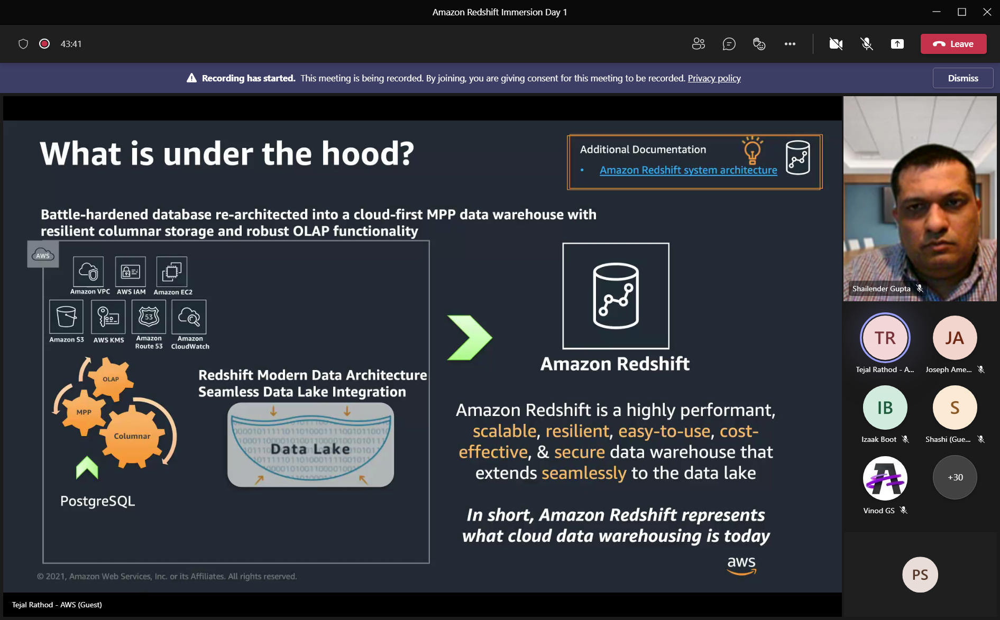 Amazon Redshift Immersion Day 1
43:41
Leave
Recording has started. This meeting is being recorded. By joining, you are giving consent for this meeting to be recorded. Privacy policy
Dismiss
What is under the hood?
Additional Documentation
• Amazon Redshift system architecture
Battle-hardened database re-architected into a cloud-first MPP data warehouse with
resilient columnar storage and robust OLAP functionality
AWS
Amazon VPC AWS IAM Amazon EC2
53
Amazon S3 AWS KMS Amazon Route 53 Amazon CloudWatch
OLAP
MPP
Columnar
PostgreSQL
Redshift Modern Data Architecture
Seamless Data Lake Integration
Data Lake
Amazon Redshift
Amazon Redshift is a highly performant,
scalable, resilient, easy-to-use, cost-
effective, & secure data warehouse that
extends seamlessly to the data lake
In short, Amazon Redshift represents
what cloud data warehousing is today
aws
© 2021, Amazon Web Services, Inc. or its Affiliates. All rights reserved.
Tejal Rathod - AWS (Guest)
Shailender Gupta
TR
Tejal Rathod - A...
JA
Joseph Ame...
IB
Izaak Boot
S
Shashi (Gue...
Vinod GS
+30
PS